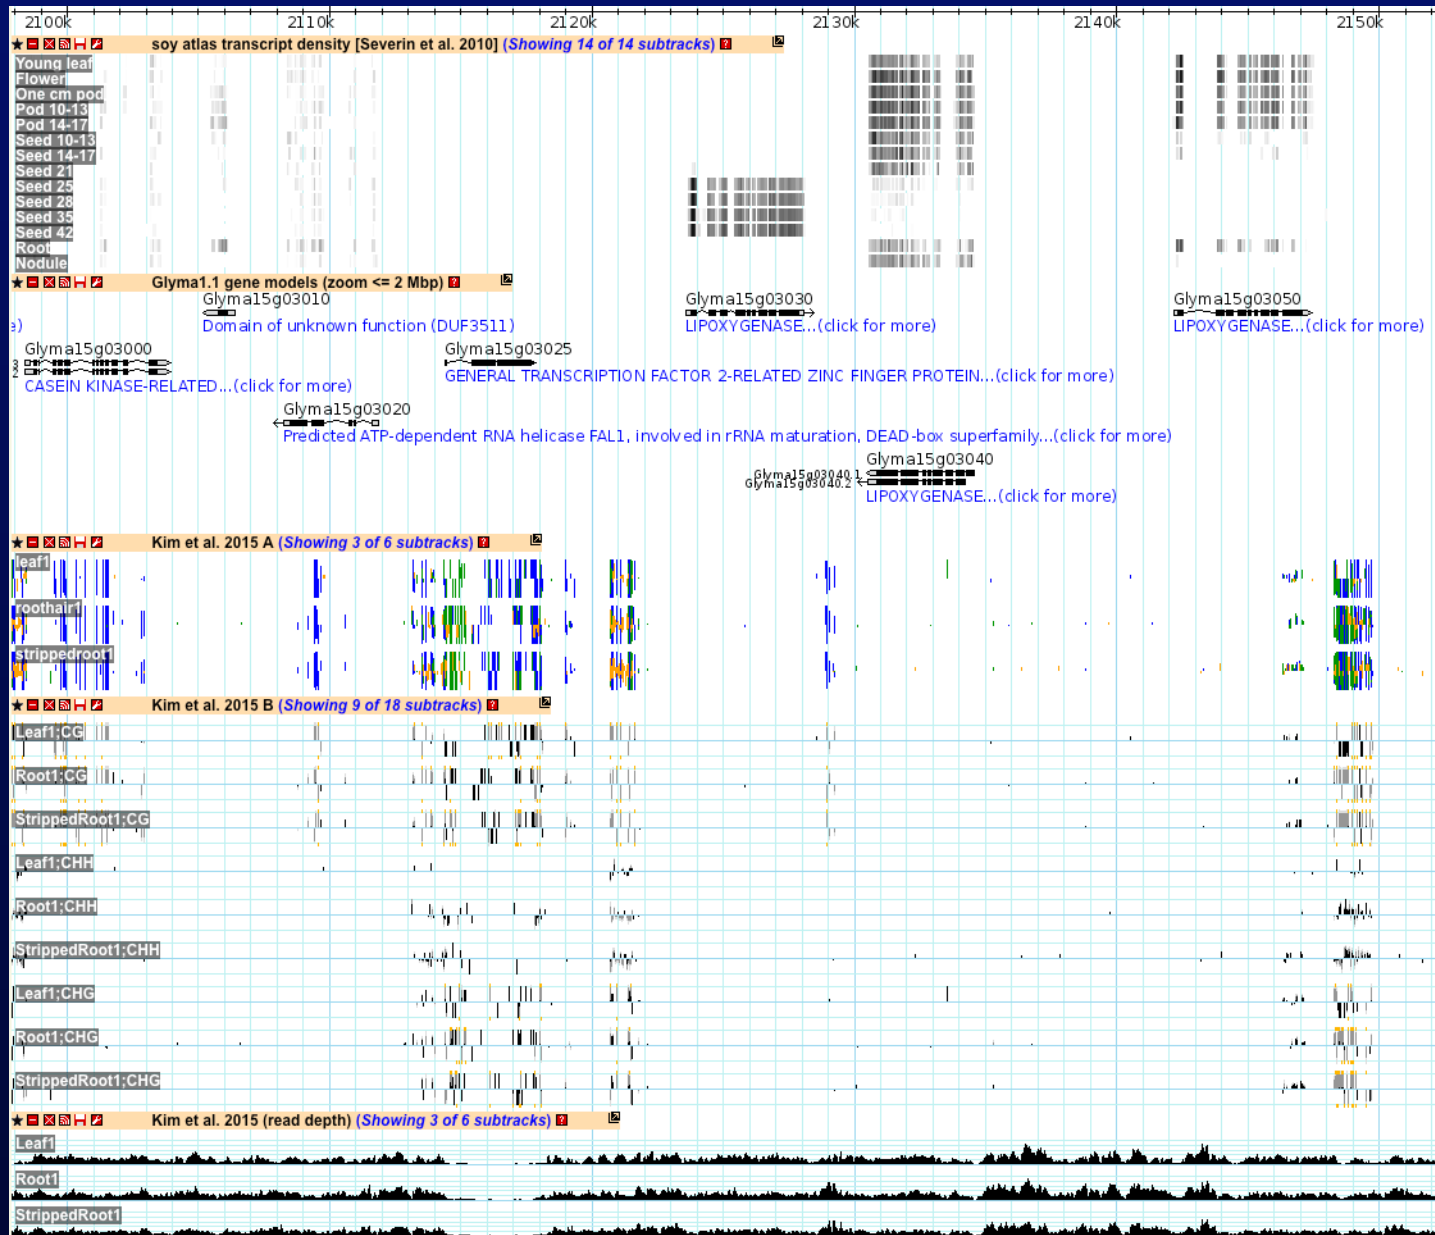 2100k 2110k 2120k 2130k 2140k 2150k
soy atlas transcript density [Severin et al. 2010] (Showing 14 of 14 subtracks) ?
Young leaf
Flower
One cm pod
Pod 10-13
Pod 14-17
Seed 10-13
Seed 14-17
Seed 21
Seed 25
Seed 28
Seed 35
Seed 42
Root
Nodule
Glyma1.1 gene models (zoom <= 2 Mbp) ?
Glyma15g03010 Glyma15g03030 Glyma15g03050
e) Domain of unknown function (DUF3511) LIPOXYGENASE...(click for more) LIPOXYGENASE...(click for more)
Glyma15g03000 Glyma15g03025
CASEIN KINASE-RELATED...(click for more) GENERAL TRANSCRIPTION FACTOR 2-RELATED ZINC FINGER PROTEIN...(click for more)
Glyma15g03020
Predicted ATP-dependent RNA helicase FAL1, involved in rRNA maturation, DEAD-box superfamily...(click for more)
Glyma15g03040
Glyma15g03040.1
Glyma15g03040.2
LIPOXYGENASE...(click for more)
Kim et al. 2015 A (Showing 3 of 6 subtracks) ?
leaf1
roothair1
strippedroot1
Kim et al. 2015 B (Showing 9 of 18 subtracks) ?
Leaf1;CG
Root1;CG
StrippedRoot1;CG
Leaf1;CHH
Root1;CHH
StrippedRoot1;CHH
Leaf1;CHG
Root1;CHG
StrippedRoot1;CHG
Kim et al. 2015 (read depth) (Showing 3 of 6 subtracks) ?
Leaf1
Root1
StrippedRoot1